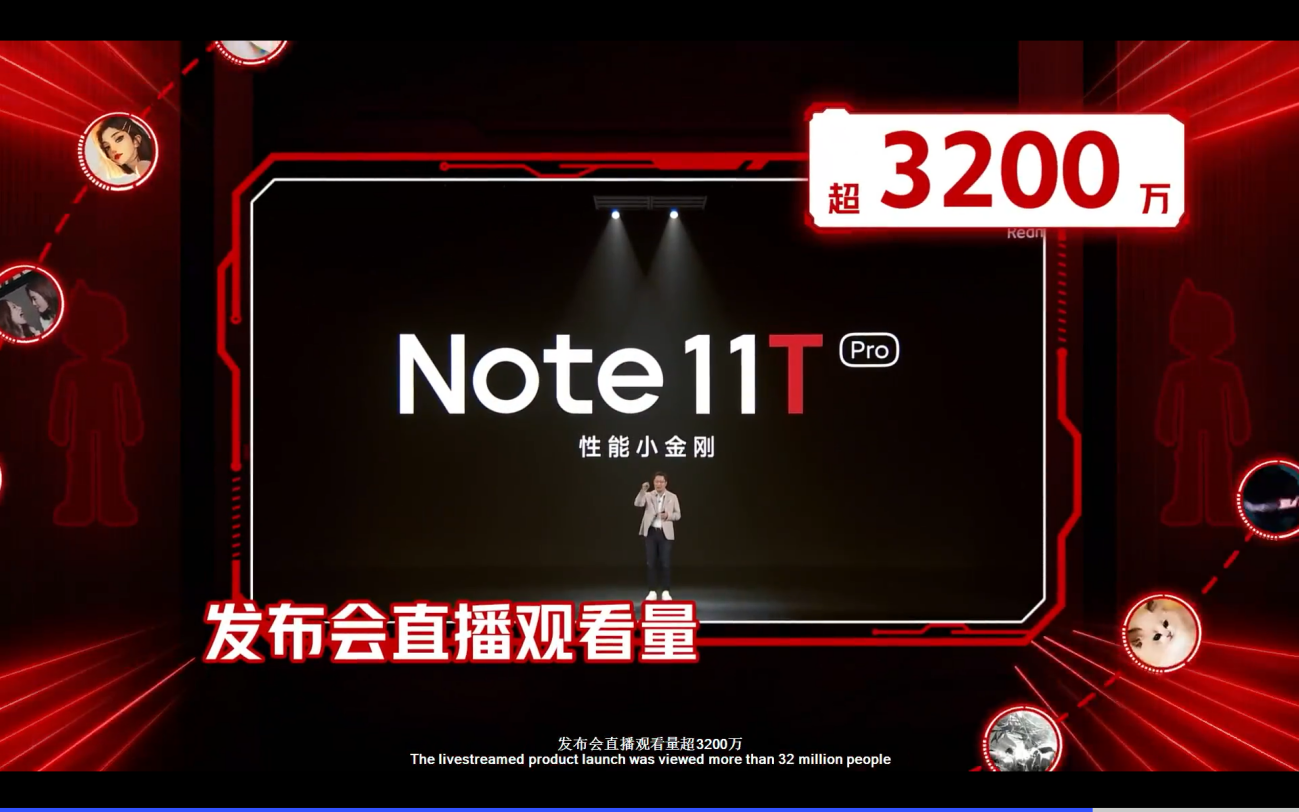 超 3200 万
Redm
Note 11T Pro
性能小金刚
发布会直播观看量
发布会直播观看量超3200万
The livestreamed product launch was viewed more than 32 million people